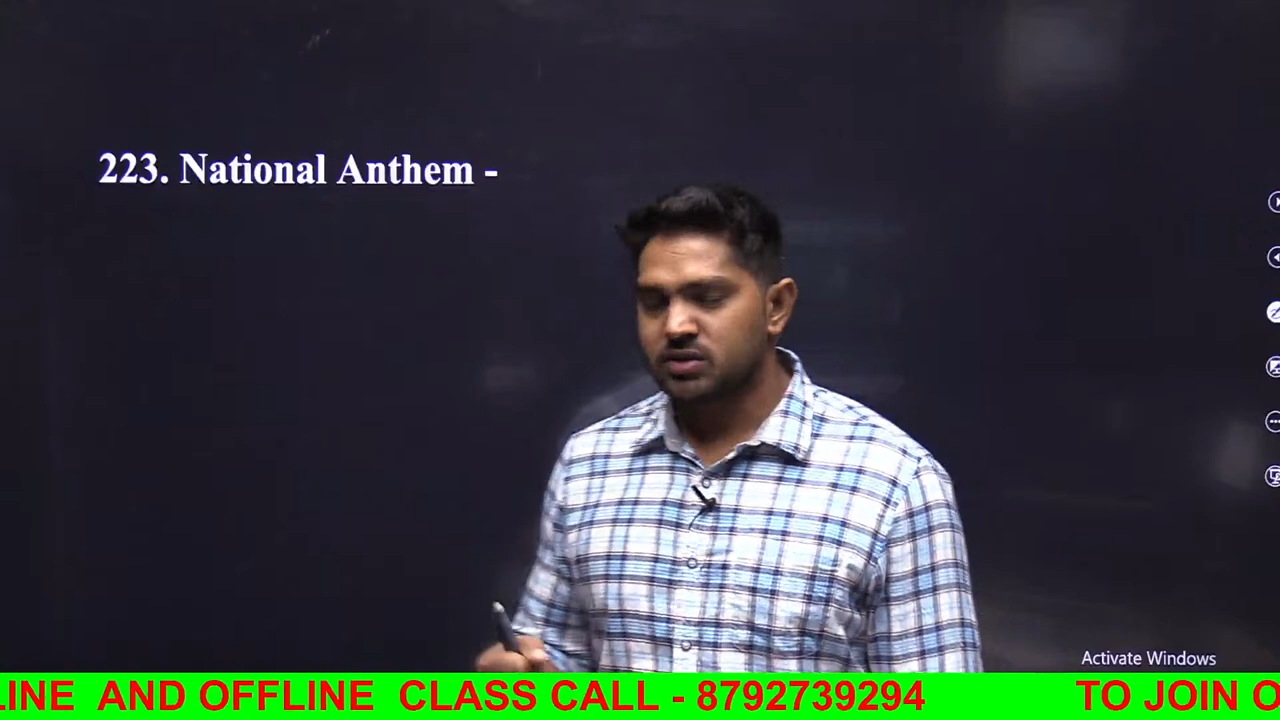 223. National Anthem -
Activate Windows
LINE AND OFFLINE CLASS CALL - 8792739294 TO JOIN O